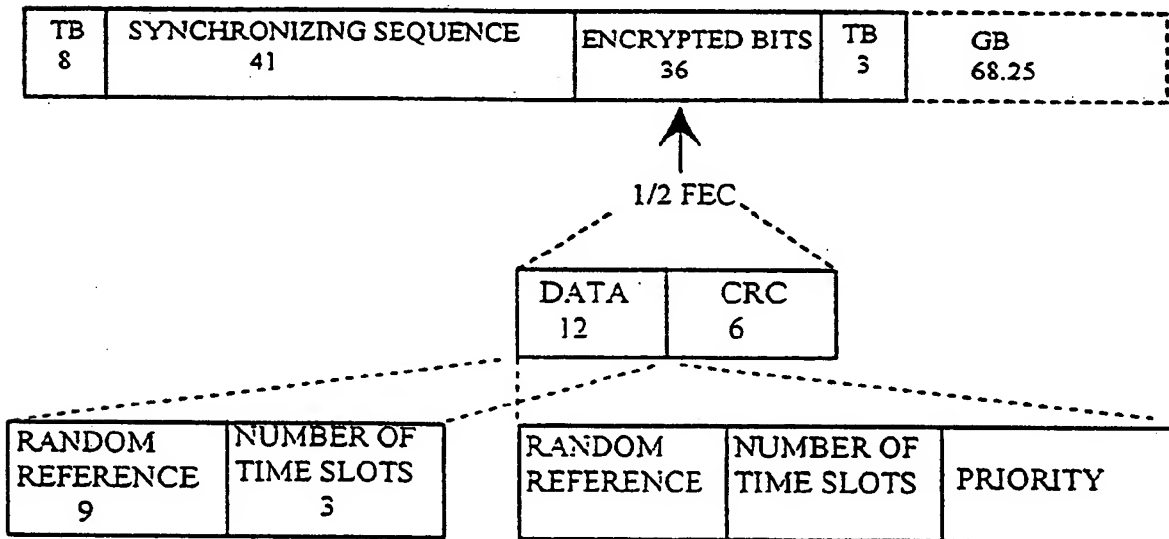 TB SYNCHRONIZING SEQUENCE ENCRYPTED BITS TB GB
8 41 36 3 68.25
1/2 FEC
DATA CRC
12 6
RANDOM REFERENCE
9
NUMBER OF TIME SLOTS
3
RANDOM REFERENCE
NUMBER OF TIME SLOTS
PRIORITY